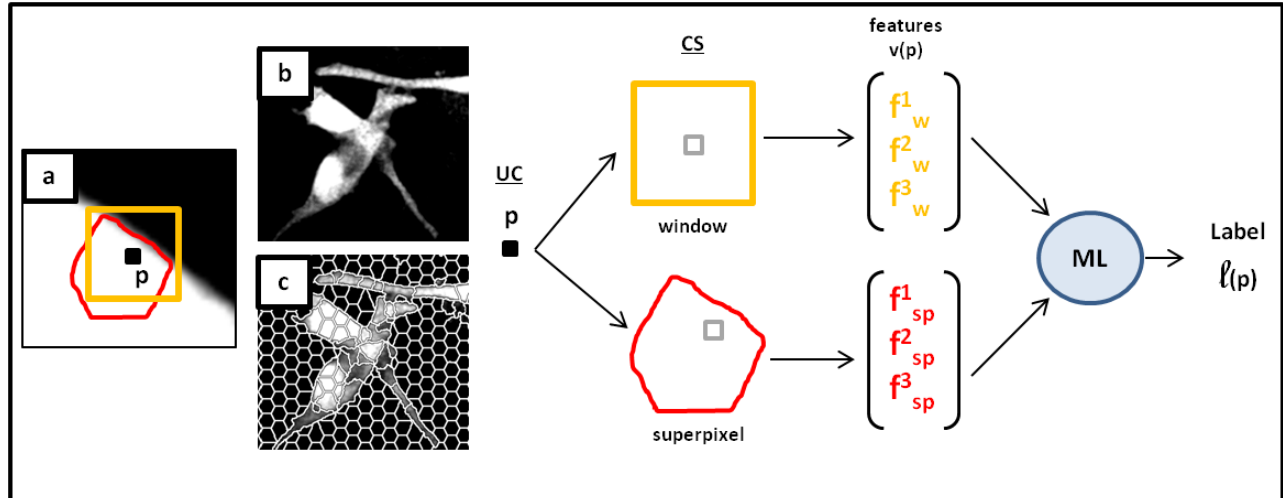 a
p
b
c
UC
p
CS
window
superpixel
features
v(p)
f¹w
f²w
f³w
f¹sp
f²sp
f³sp
ML
Label
ℓ(p)